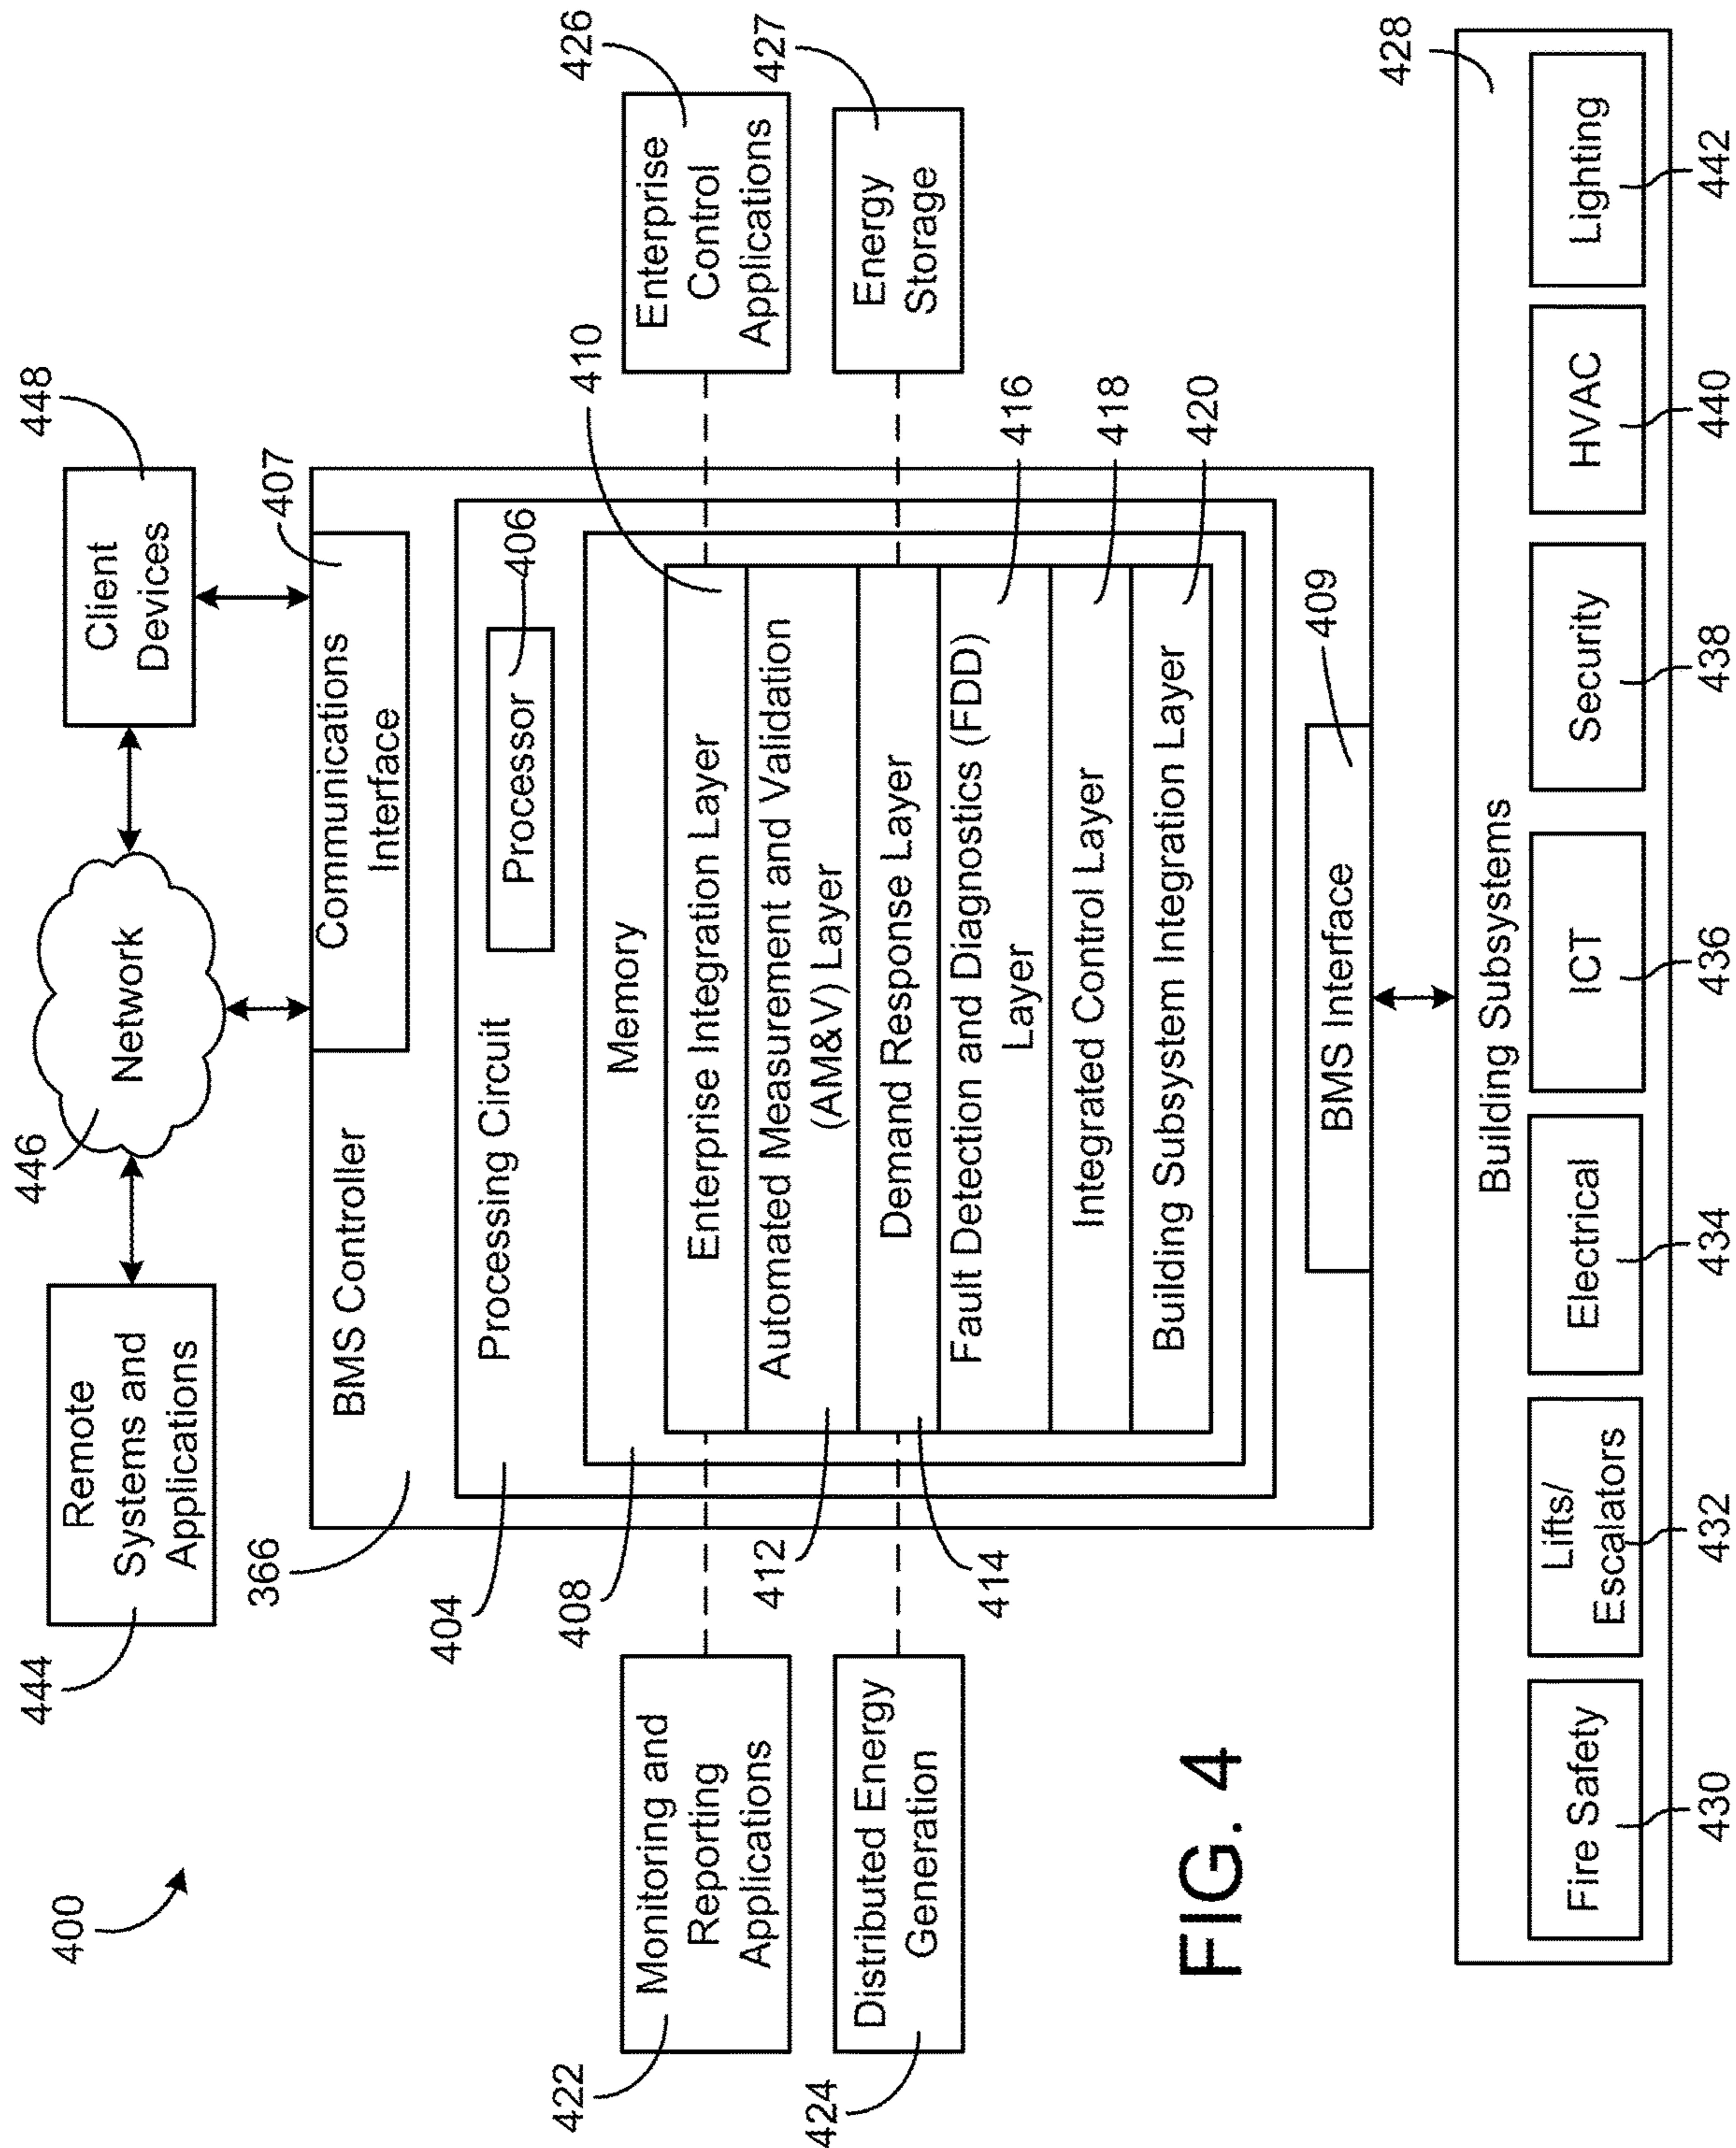 400
444
Remote
Systems and
Applications
446
Network
Client
Devices
448
366
BMS Controller
Communications
Interface
407
404
Processing Circuit
Processor
406
408
Memory
410
Enterprise Integration Layer
Automated Measurement and Validation
(AM&V) Layer
412
Demand Response Layer
414
Fault Detection and Diagnostics (FDD)
Layer
416
Integrated Control Layer
418
Building Subsystem Integration Layer
420
422
Monitoring and
Reporting
Applications
424
Distributed Energy
Generation
426
Enterprise
Control
Applications
427
Energy
Storage
BMS Interface
409
FIG. 4
Building Subsystems
428
Fire Safety
Lifts/
Escalators
Electrical
ICT
Security
HVAC
Lighting
430
432
434
436
438
440
442